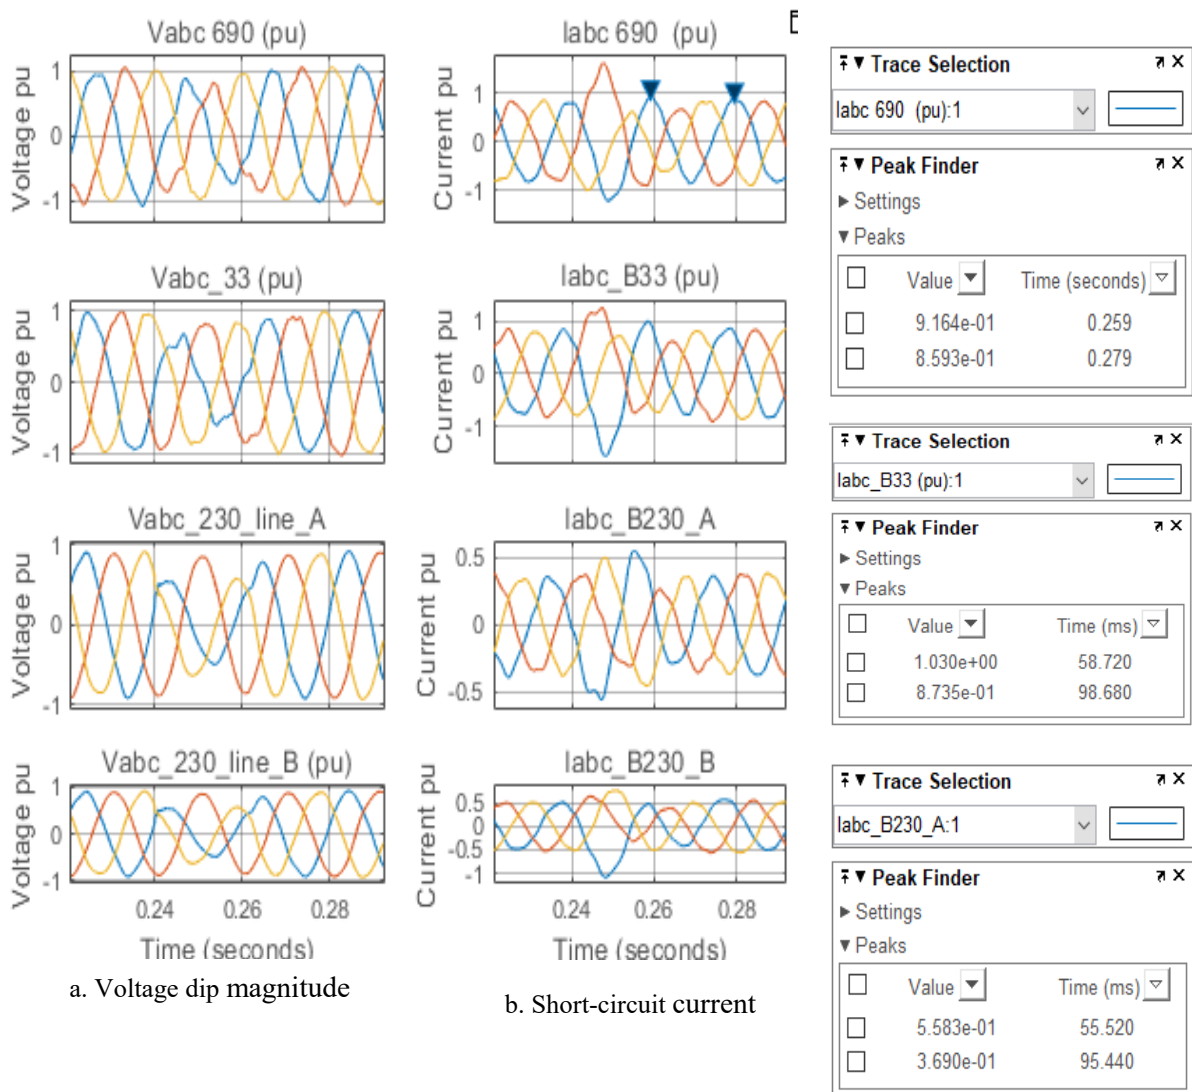 Vabc 690 (pu)
Voltage pu
1
0
-1
Iabc 690 (pu)
Current pu
1
0
-1
Vabc_33 (pu)
Voltage pu
1
0
-1
Iabc_B33 (pu)
Current pu
1
0
-1
Vabc_230_line_A
Voltage pu
1
0
-1
Iabc_B230_A
Current pu
0.5
0
-0.5
Vabc_230_line_B (pu)
Voltage pu
1
0
-1
0.24 0.26 0.28
Time (seconds)
Iabc_B230_B
Current pu
0.5
0
-0.5
-1
0.24 0.26 0.28
Time (seconds)
a. Voltage dip magnitude
b. Short-circuit current
Trace Selection
Iabc 690 (pu):1
Peak Finder
Settings
Peaks
Value Time (seconds)
9.164e-01 0.259
8.593e-01 0.279
Trace Selection
Iabc_B33 (pu):1
Peak Finder
Settings
Peaks
Value Time (ms)
1.030e+00 58.720
8.735e-01 98.680
Trace Selection
Iabc_B230_A:1
Peak Finder
Settings
Peaks
Value Time (ms)
5.583e-01 55.520
3.690e-01 95.440